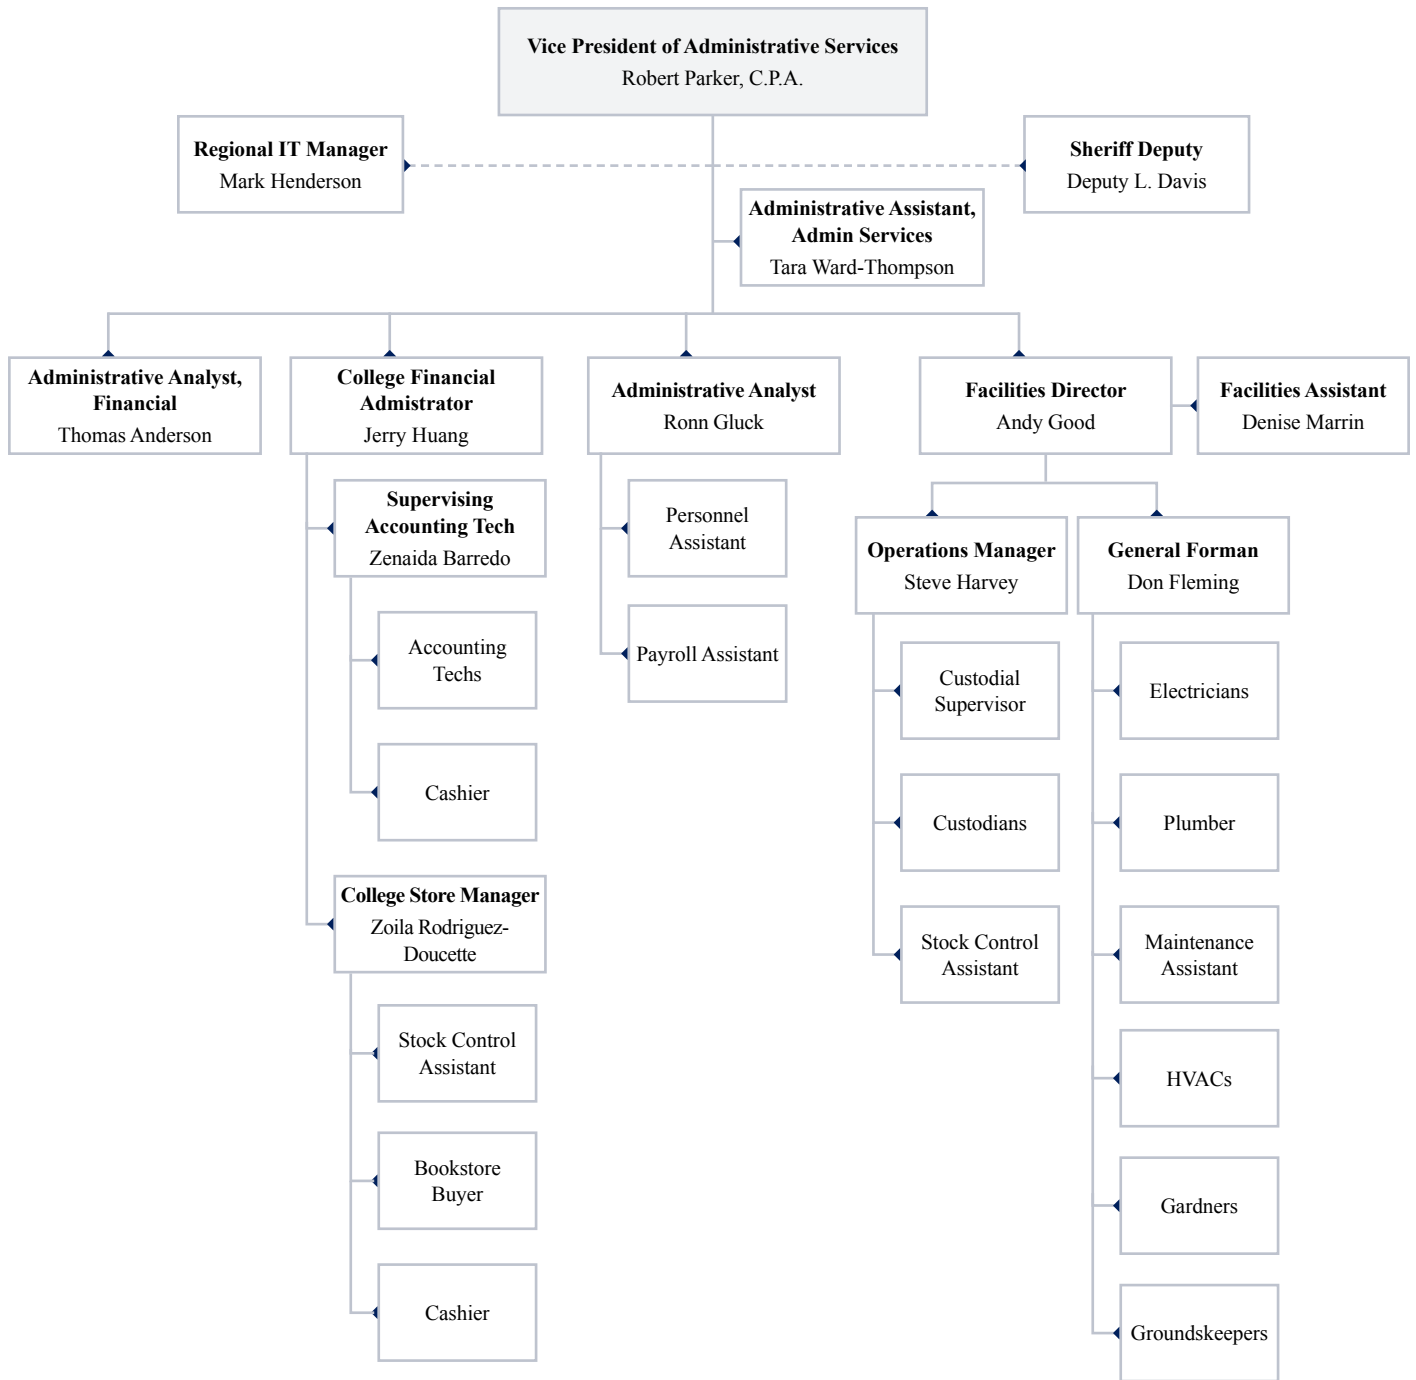 Vice President of Administrative Services
Robert Parker, C.P.A.
Regional IT Manager
Mark Henderson
Sheriff Deputy
Deputy L. Davis
Administrative Assistant,
Admin Services
Tara Ward-Thompson
Administrative Analyst,
Financial
Thomas Anderson
College Financial
Admistrator
Jerry Huang
Administrative Analyst
Ronn Gluck
Facilities Director
Andy Good
Facilities Assistant
Denise Marrin
Supervising
Accounting Tech
Zenaida Barredo
Accounting
Techs
Cashier
College Store Manager
Zoila Rodriguez-
Doucette
Stock Control
Assistant
Bookstore
Buyer
Cashier
Personnel
Assistant
Payroll Assistant
Operations Manager
Steve Harvey
Custodial
Supervisor
Custodians
Stock Control
Assistant
General Forman
Don Fleming
Electricians
Plumber
Maintenance
Assistant
HVACs
Gardners
Groundskeepers